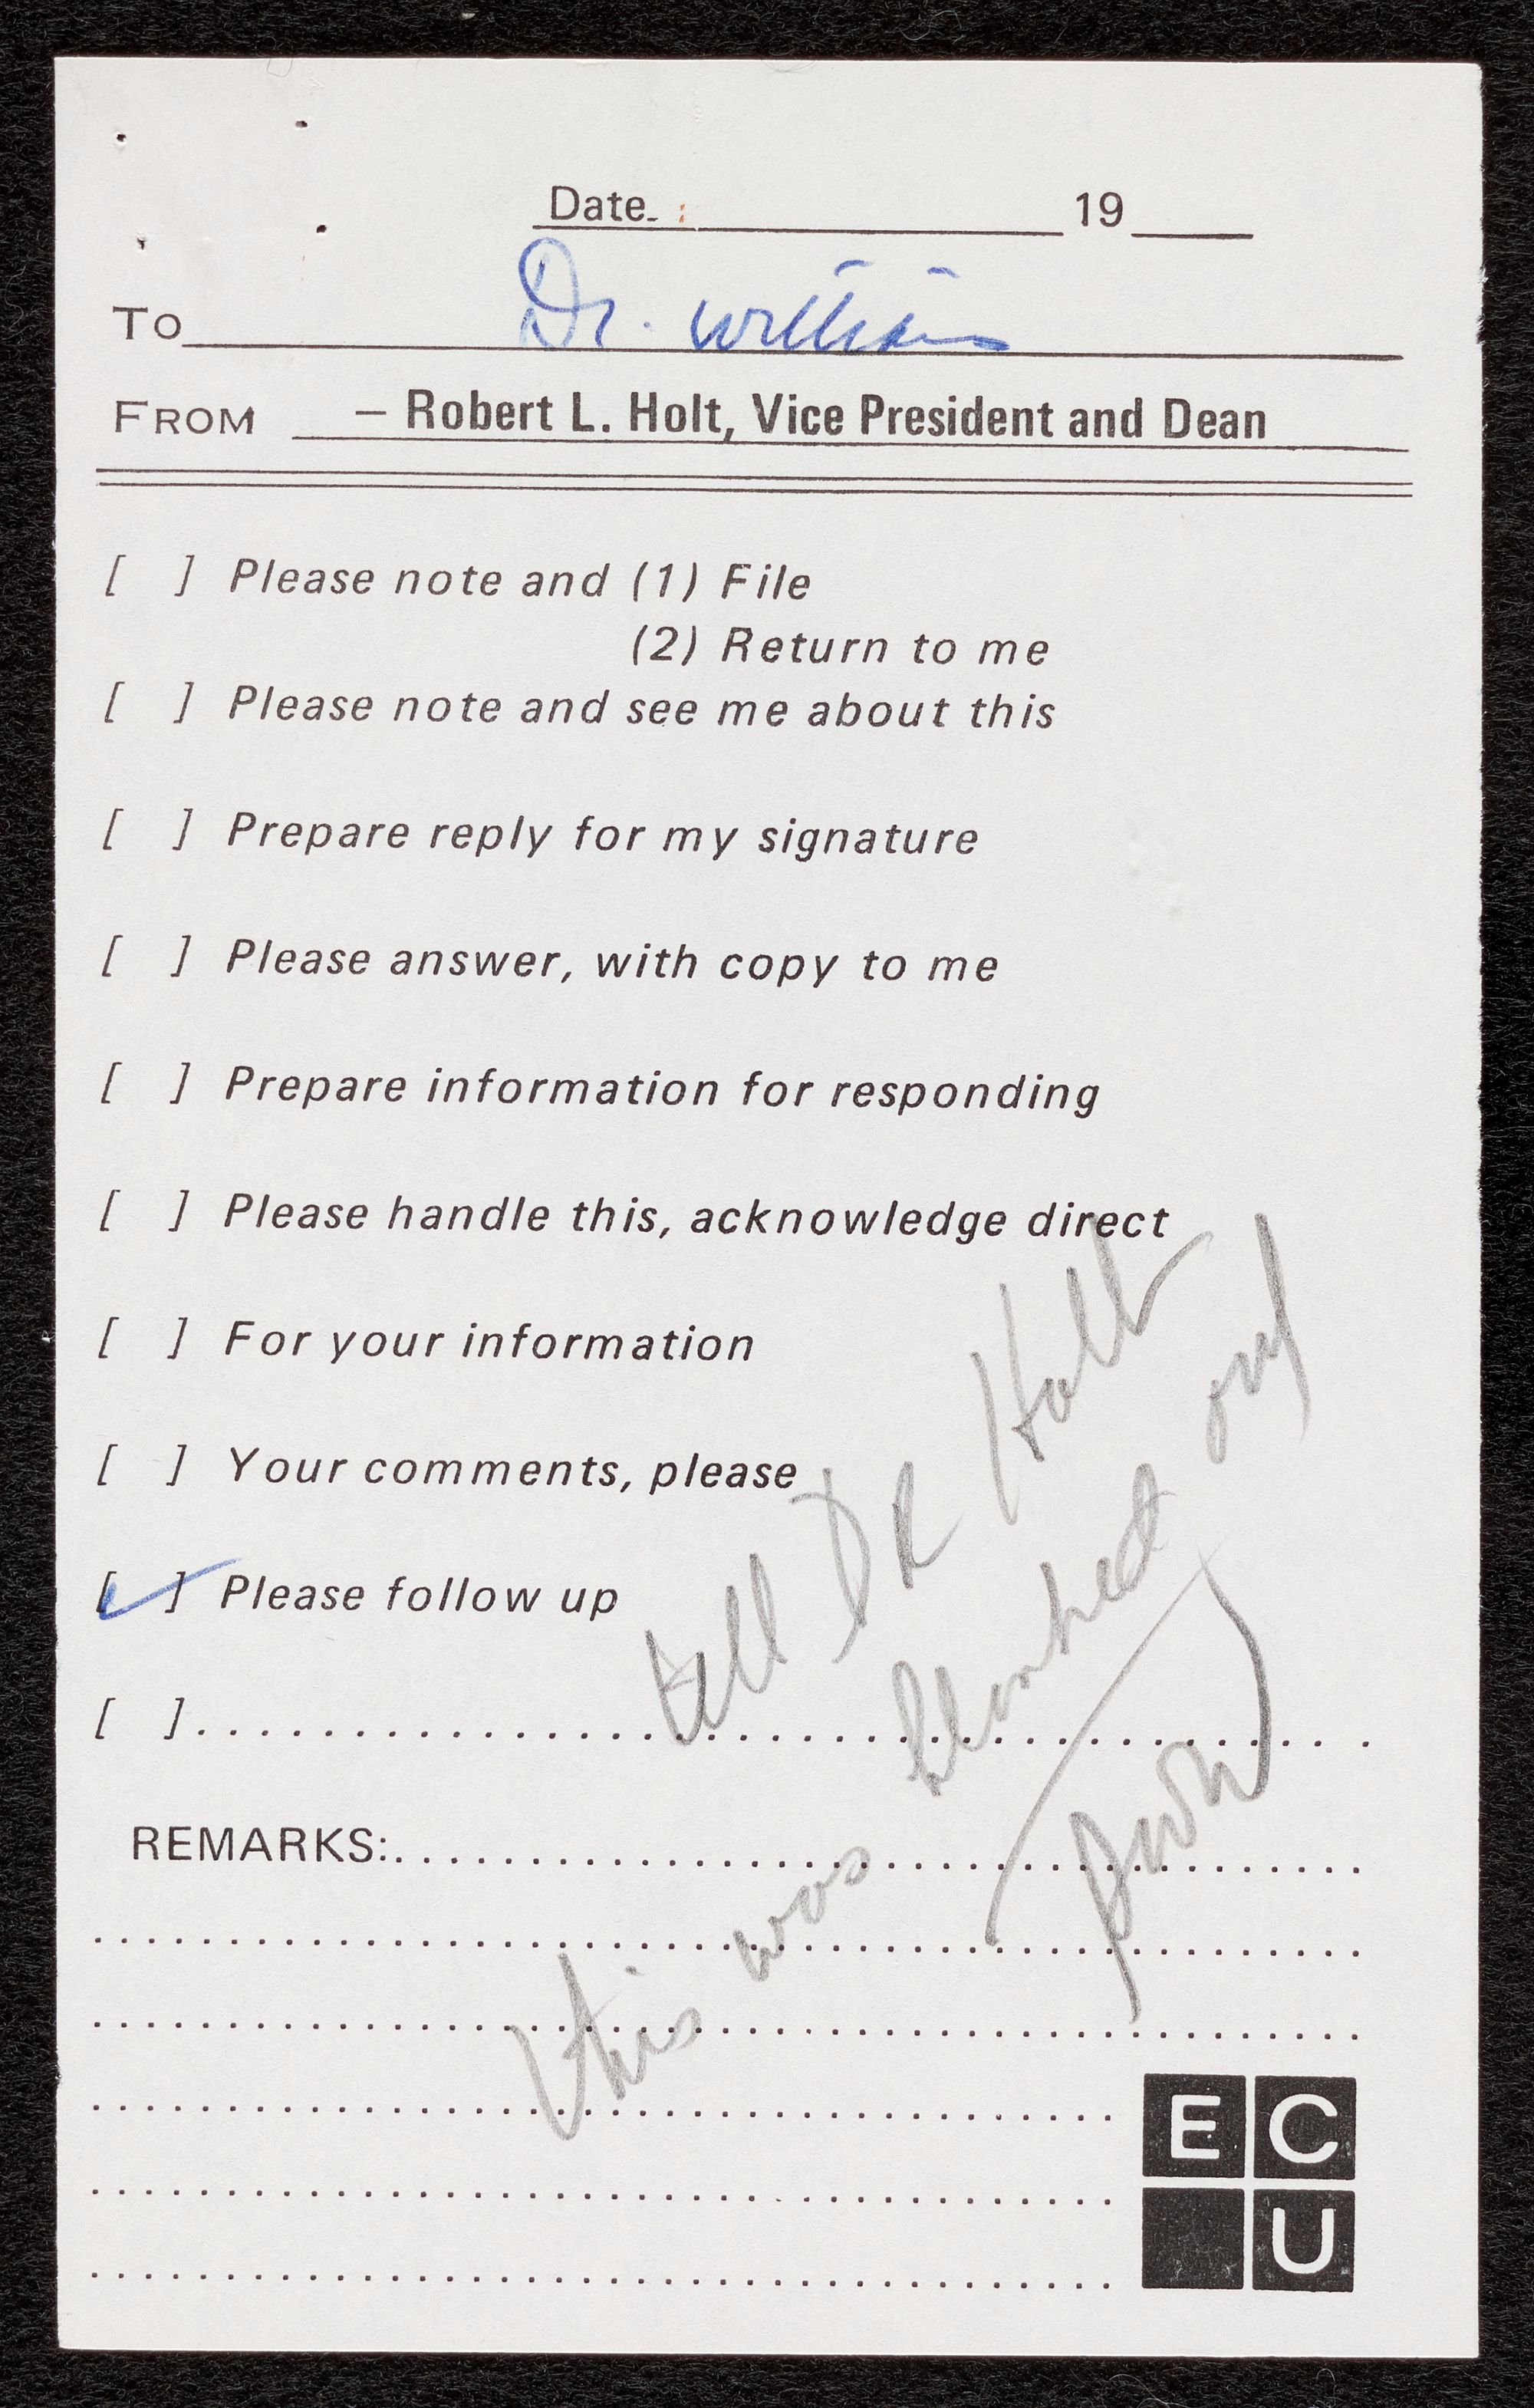 Date 19
To Dr. Williams
FROM – Robert L. Holt, Vice President and Dean
[ ] Please note and (1) File
(2) Return to me
[ ] Please note and see me about this
[ ] Prepare reply for my signature
[ ] Please answer, with copy to me
[ ] Prepare information for responding
[ ] Please handle this, acknowledge direct
[ ] For your information
[ ] Your comments, please
[✓] Please follow up
[ ]
tell DR Holt
this was
REMARKS:
E C
U